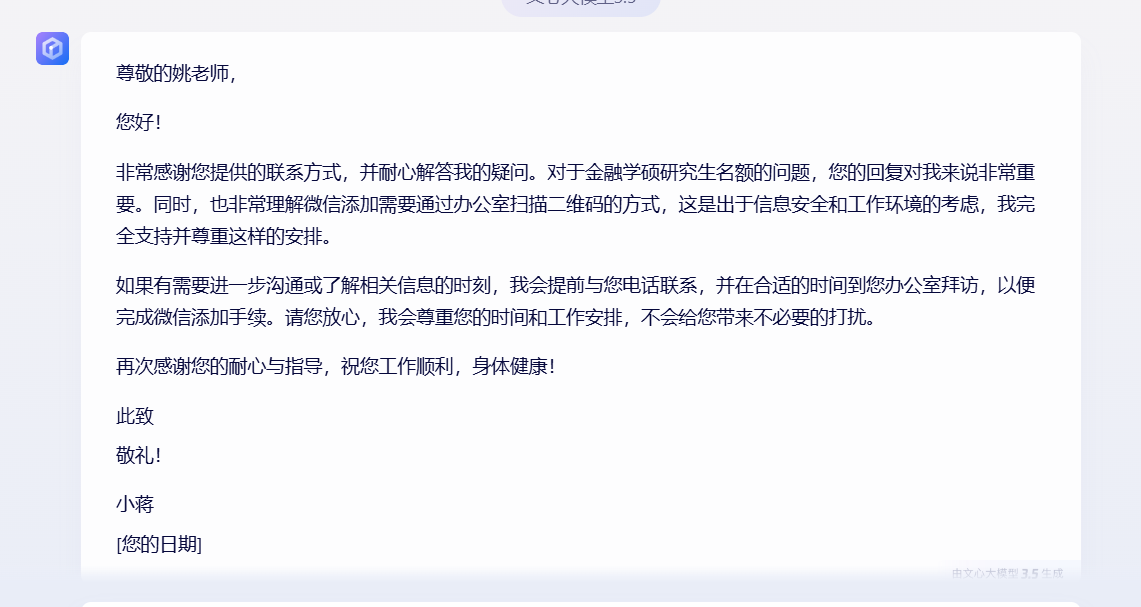 尊敬的姚老师，
您好！
非常感谢您提供的联系方式，并耐心解答我的疑问。对于金融学硕研究生名额的问题，您的回复对我来说非常重
要。同时，也非常理解微信添加需要通过办公室扫描二维码的方式，这是出于信息安全和工作环境的考虑，我完
全支持并尊重这样的安排。
如果有需要进一步沟通或了解相关信息的时刻，我会提前与您电话联系，并在合适的时间到您办公室拜访，以便
完成微信添加手续。请您放心，我会尊重您的时间和工作安排，不会给您带来不必要的打扰。
再次感谢您的耐心与指导，祝您工作顺利，身体健康！
此致
敬礼！
小蒋
[您的日期]
由文心大模型 3.5 生成